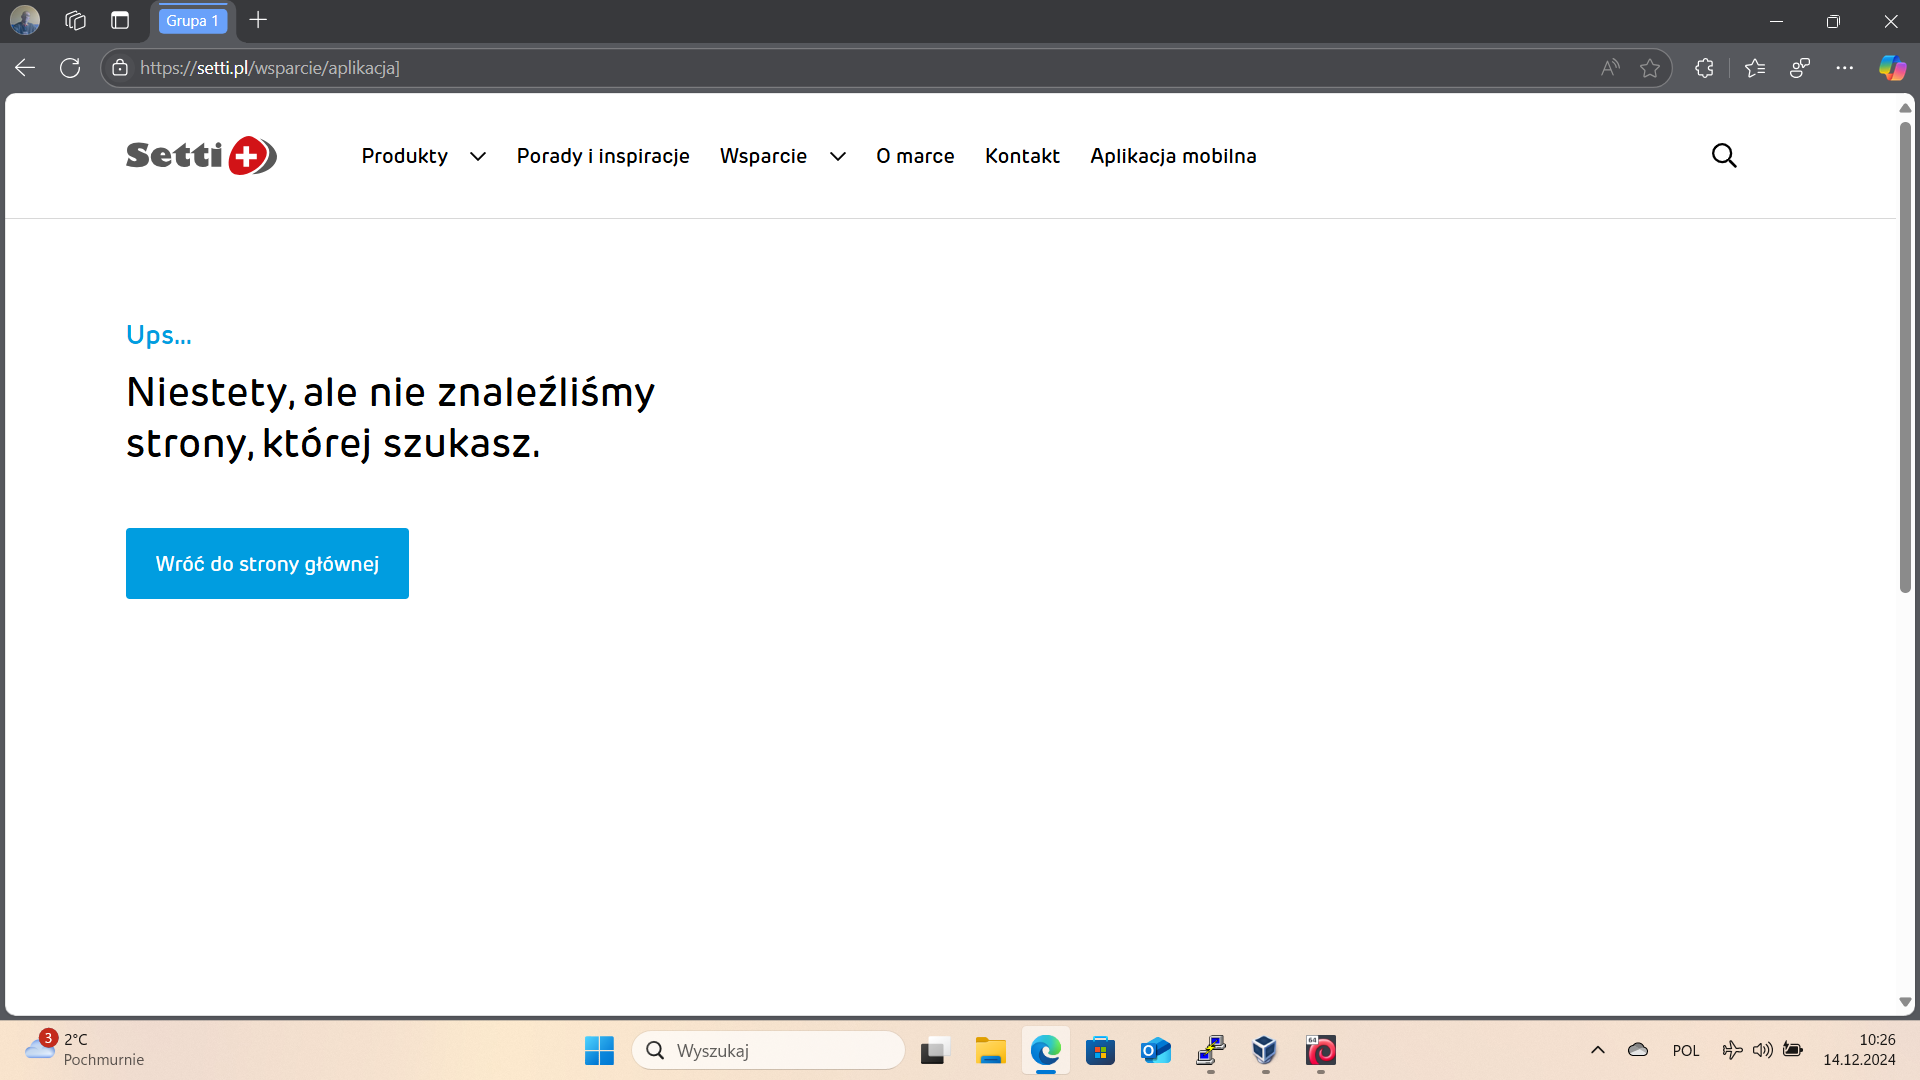 Grupa 1
https://setti.pl/wsparcie/aplikacja]
Setti
Produkty
Porady i inspiracje
Wsparcie
O marce
Kontakt
Aplikacja mobilna
Ups...
Niestety, ale nie znaleźliśmy
strony, której szukasz.
Wróć do strony głównej
3
2°C
Pochmurnie
Wyszukaj
64
POL
10:26
14.12.2024